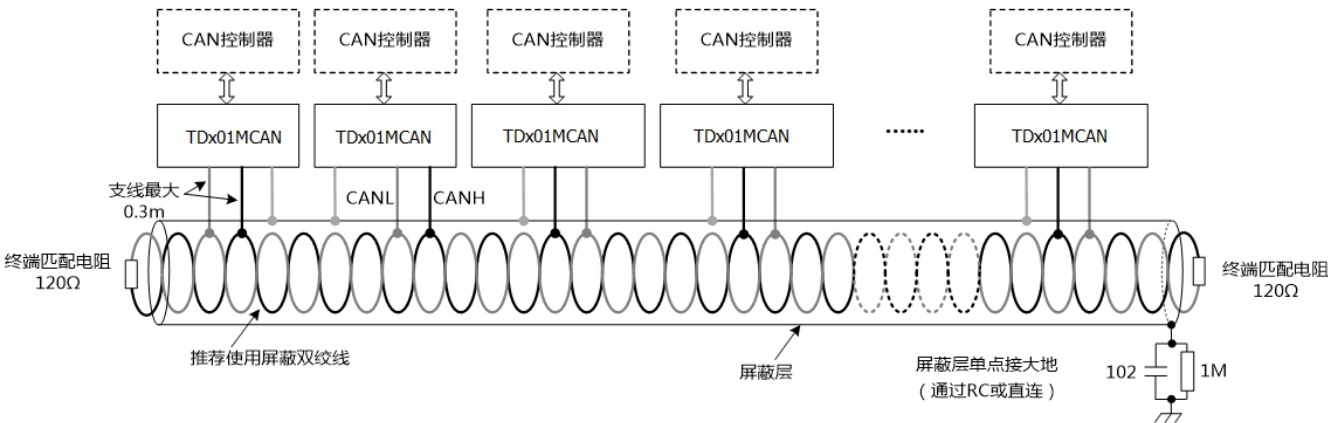 CAN控制器
CAN控制器
CAN控制器
CAN控制器
CAN控制器
TDx01MCAN
TDx01MCAN
TDx01MCAN
TDx01MCAN
......
TDx01MCAN
支线最大
0.3m
CANL
CANH
终端匹配电阻
120Ω
终端匹配电阻
120Ω
推荐使用屏蔽双绞线
屏蔽层
屏蔽层单点接大地
（通过RC或直连）
102
1M